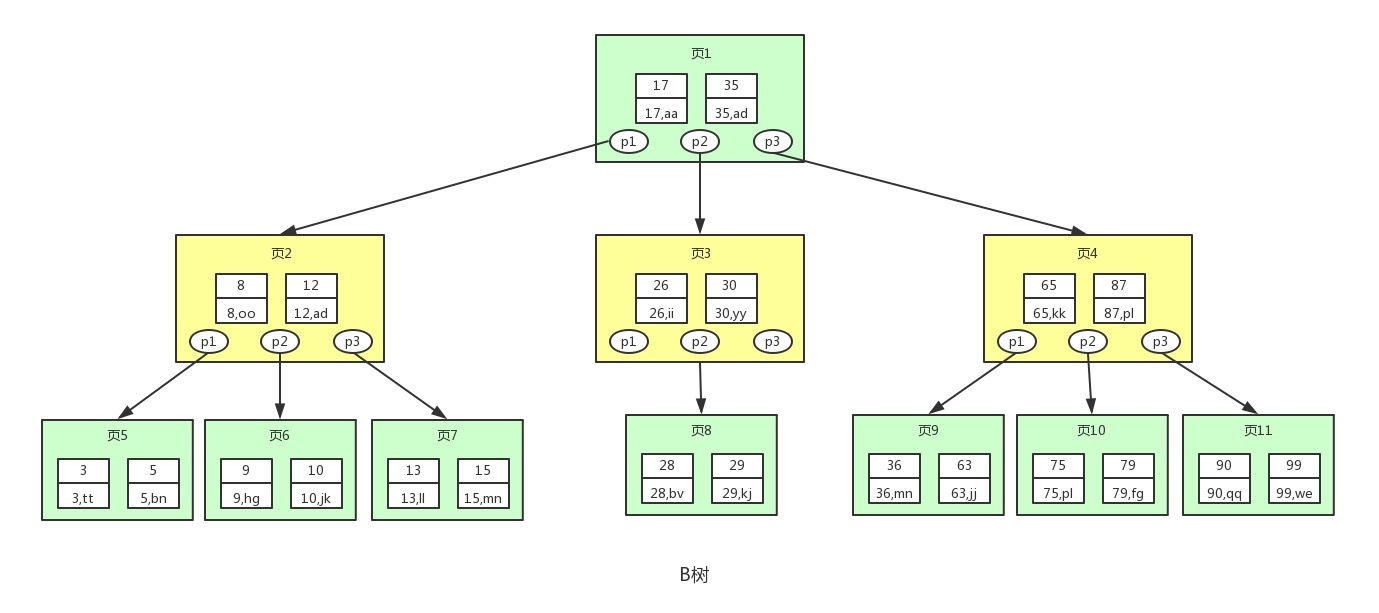 页1
17 35
17,aa 35,ad
p1 p2 p3
页2 页3 页4
8 12 26 30 65 87
8,oo 12,ad 26,ii 30,yy 65,kk 87,pl
p1 p2 p3 p1 p2 p3 p1 p2 p3
页5 页6 页7 页8 页9 页10 页11
3 5 9 10 13 15 28 29 36 63 75 79 90 99
3,tt 5,bn 9,hg 10,jk 13,ll 15,mn 28,bv 29,kj 36,mn 63,jj 75,pl 79,fg 90,qq 99,we
B树